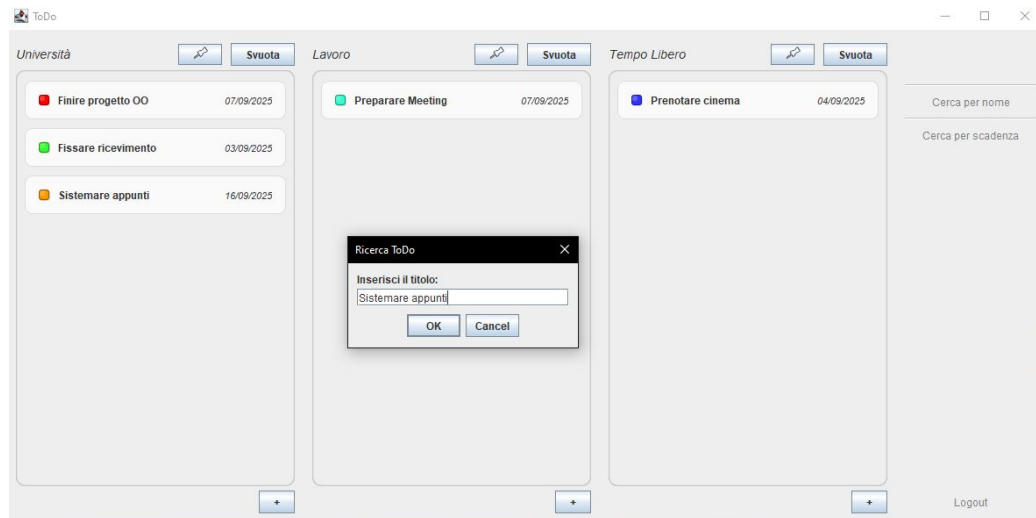 ToDo
Università
Svuota
Lavoro
Svuota
Tempo Libero
Svuota
Finire progetto OO 07/09/2025
Fissare ricevimento 03/09/2025
Sistemare appunti 16/09/2025
Preparare Meeting 07/09/2025
Prenotare cinema 04/09/2025
Cerca per nome
Cerca per scadenza
Ricerca ToDo
Inserisci il titolo:
Sistemare appunti
OK Cancel
+
+
+
Logout